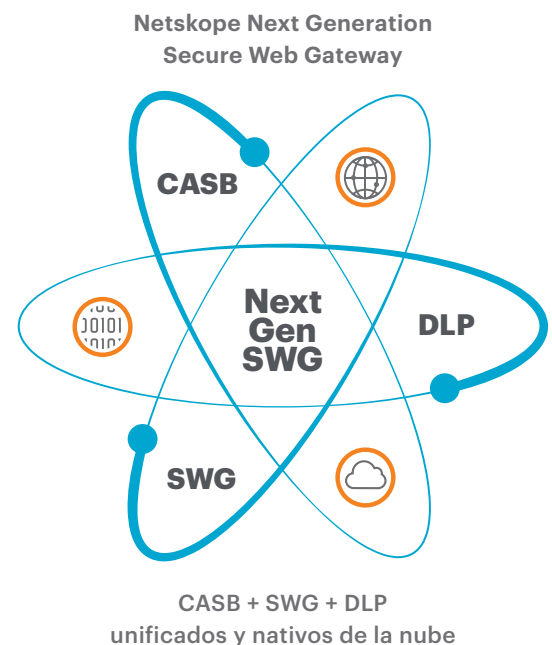 Netskope Next Generation
Secure Web Gateway
CASB
Next
Gen
SWG
DLP
SWG
CASB + SWG + DLP
unificados y nativos de la nube